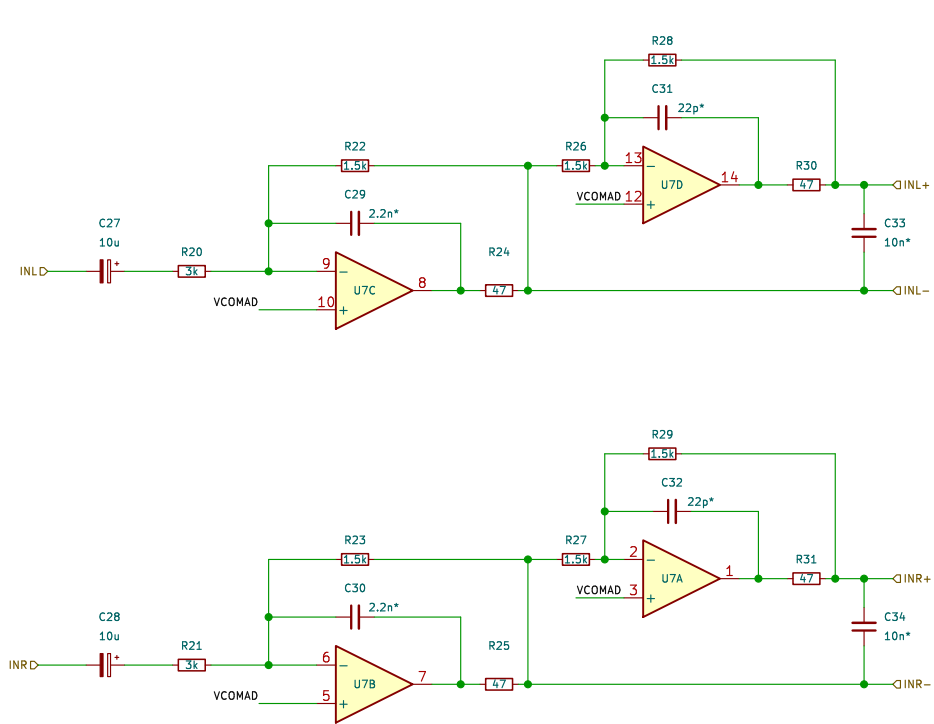 R28
1.5k
C31
22p*
R22
1.5k
R26
1.5k
13
−
U7D
14
R30
47
INL+
VCOMAD
12
+
C29
2.2n*
C27
10u
+
C33
10n*
INL
R20
3k
9
−
U7C
8
R24
47
INL−
VCOMAD
10
+
R29
1.5k
C32
22p*
R23
1.5k
R27
1.5k
2
−
U7A
1
R31
47
INR+
VCOMAD
3
+
C30
2.2n*
C28
10u
+
C34
10n*
INR
R21
3k
6
−
U7B
7
R25
47
INR−
VCOMAD
5
+